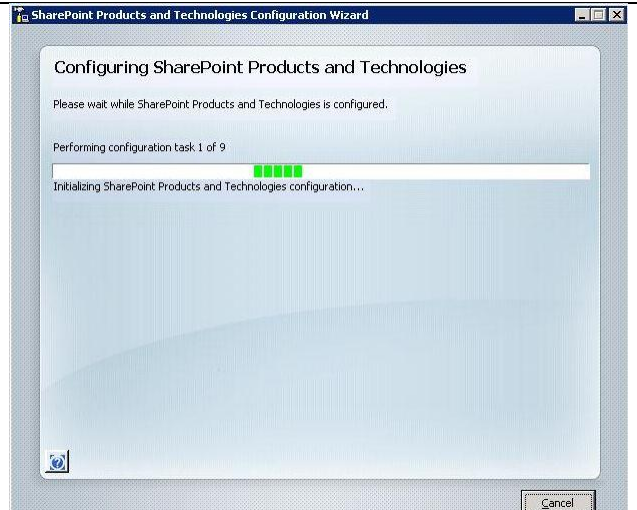 SharePoint Products and Technologies Configuration Wizard
Configuring SharePoint Products and Technologies
Please wait while SharePoint Products and Technologies is configured.
Performing configuration task 1 of 9
Initializing SharePoint Products and Technologies configuration...
Cancel